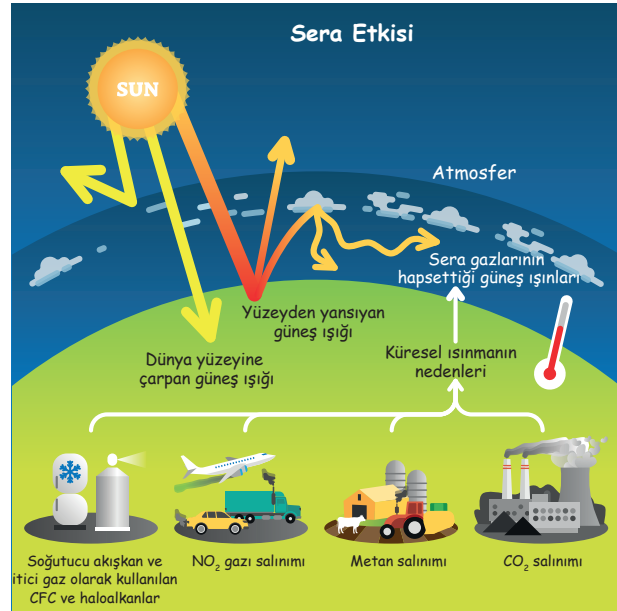 Sera Etkisi
SUN
Atmosfer
Sera gazlarının
hapsettiği güneş ışınları
Yüzeyden yansıyan
güneş ışığı
Dünya yüzeyine
çarpan güneş ışığı
Küresel ısınmanın
nedenleri
Soğutucu akışkan ve
itici gaz olarak kullanılan
CFC ve haloalkanlar
NO₂ gazı salınımı
Metan salınımı
CO₂ salınımı